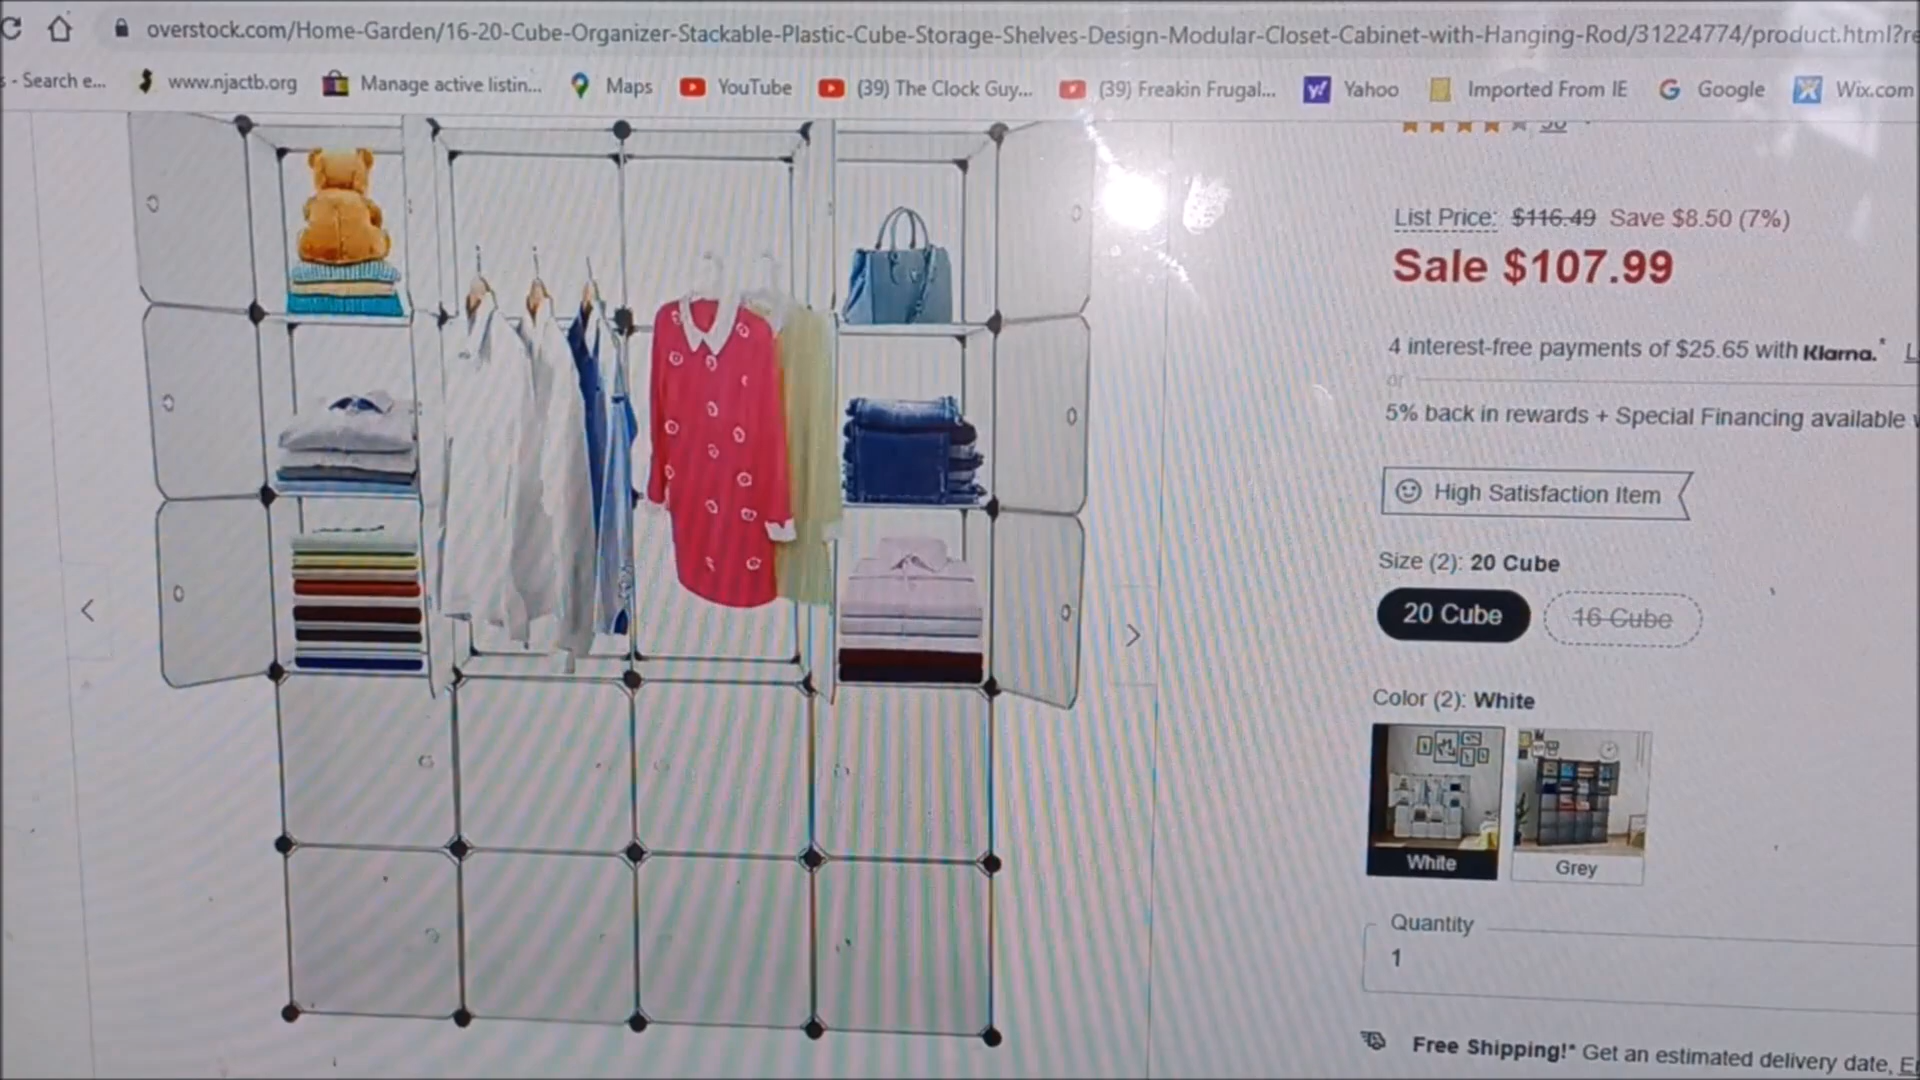 overstock.com/Home-Garden/16-20-Cube-Organizer-Stackable-Plastic-Cube-Storage-Shelves-Design-Modular-Closet-Cabinet-with-Hanging-Rod/31224774/product.html?re
s - Search e... www.njactb.org Manage active listin... Maps YouTube (39) The Clock Guy... (39) Freakin Frugal... Yahoo Imported From IE Google Wix.com
List Price: $116.49 Save $8.50 (7%)
Sale $107.99
4 interest-free payments of $25.65 with Klarna.*
or
5% back in rewards + Special Financing available
High Satisfaction Item
Size (2): 20 Cube
20 Cube 16 Cube
Color (2): White
White Grey
Quantity
1
Free Shipping!* Get an estimated delivery date,